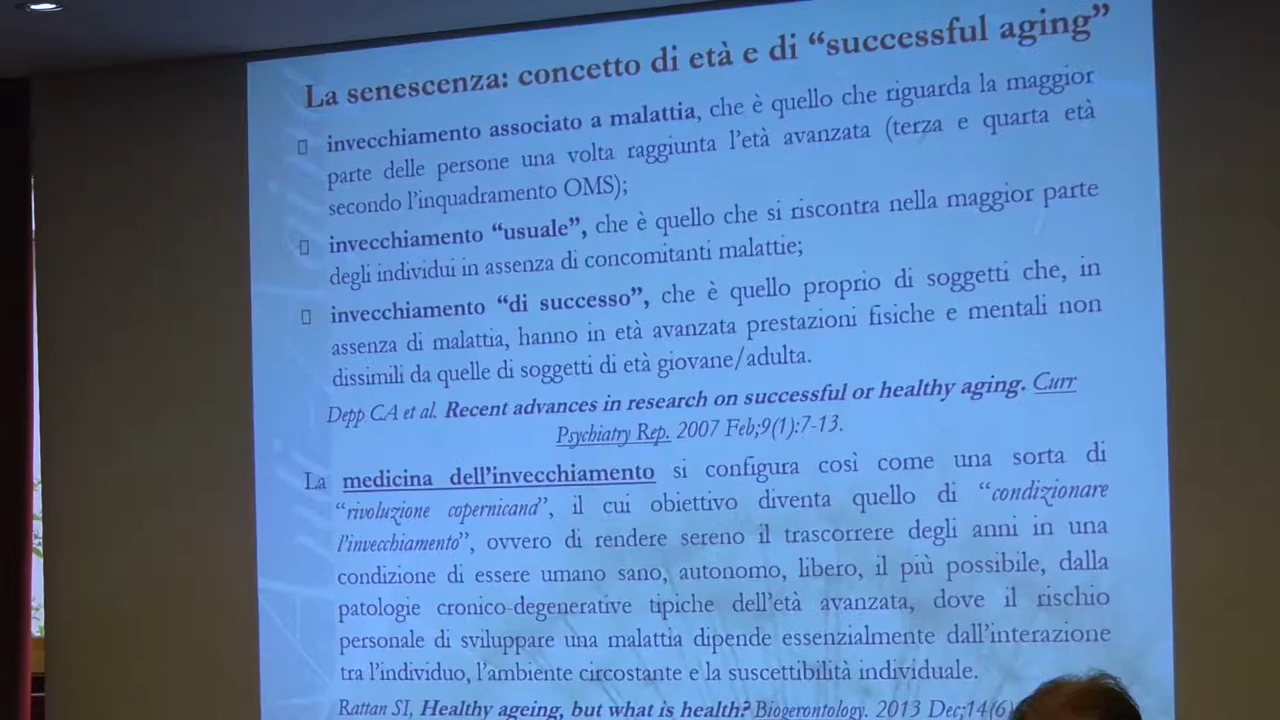 La senescenza: concetto di età e di “successful aging”
invecchiamento associato a malattia, che è quello che riguarda la maggior
parte delle persone una volta raggiunta l’età avanzata (terza e quarta età
secondo l’inquadramento OMS);
invecchiamento “usuale”, che è quello che si riscontra nella maggior parte
degli individui in assenza di concomitanti malattie;
invecchiamento “di successo”, che è quello proprio di soggetti che, in
assenza di malattia, hanno in età avanzata prestazioni fisiche e mentali non
dissimili da quelle di soggetti di età giovane/adulta.
Depp CA et al. Recent advances in research on successful or healthy aging. Curr
Psychiatry Rep. 2007 Feb;9(1):7-13.
La medicina dell’invecchiamento si configura così come una sorta di
“rivoluzione copernicana”, il cui obiettivo diventa quello di “condizionare
l’invecchiamento”, ovvero di rendere sereno il trascorrere degli anni in una
condizione di essere umano sano, autonomo, libero, il più possibile, dalla
patologie cronico-degenerative tipiche dell’età avanzata, dove il rischio
personale di sviluppare una malattia dipende essenzialmente dall’interazione
tra l’individuo, l’ambiente circostante e la suscettibilità individuale.
Rattan SI, Healthy ageing, but what is health? Biogerontology. 2013 Dec;14(6)